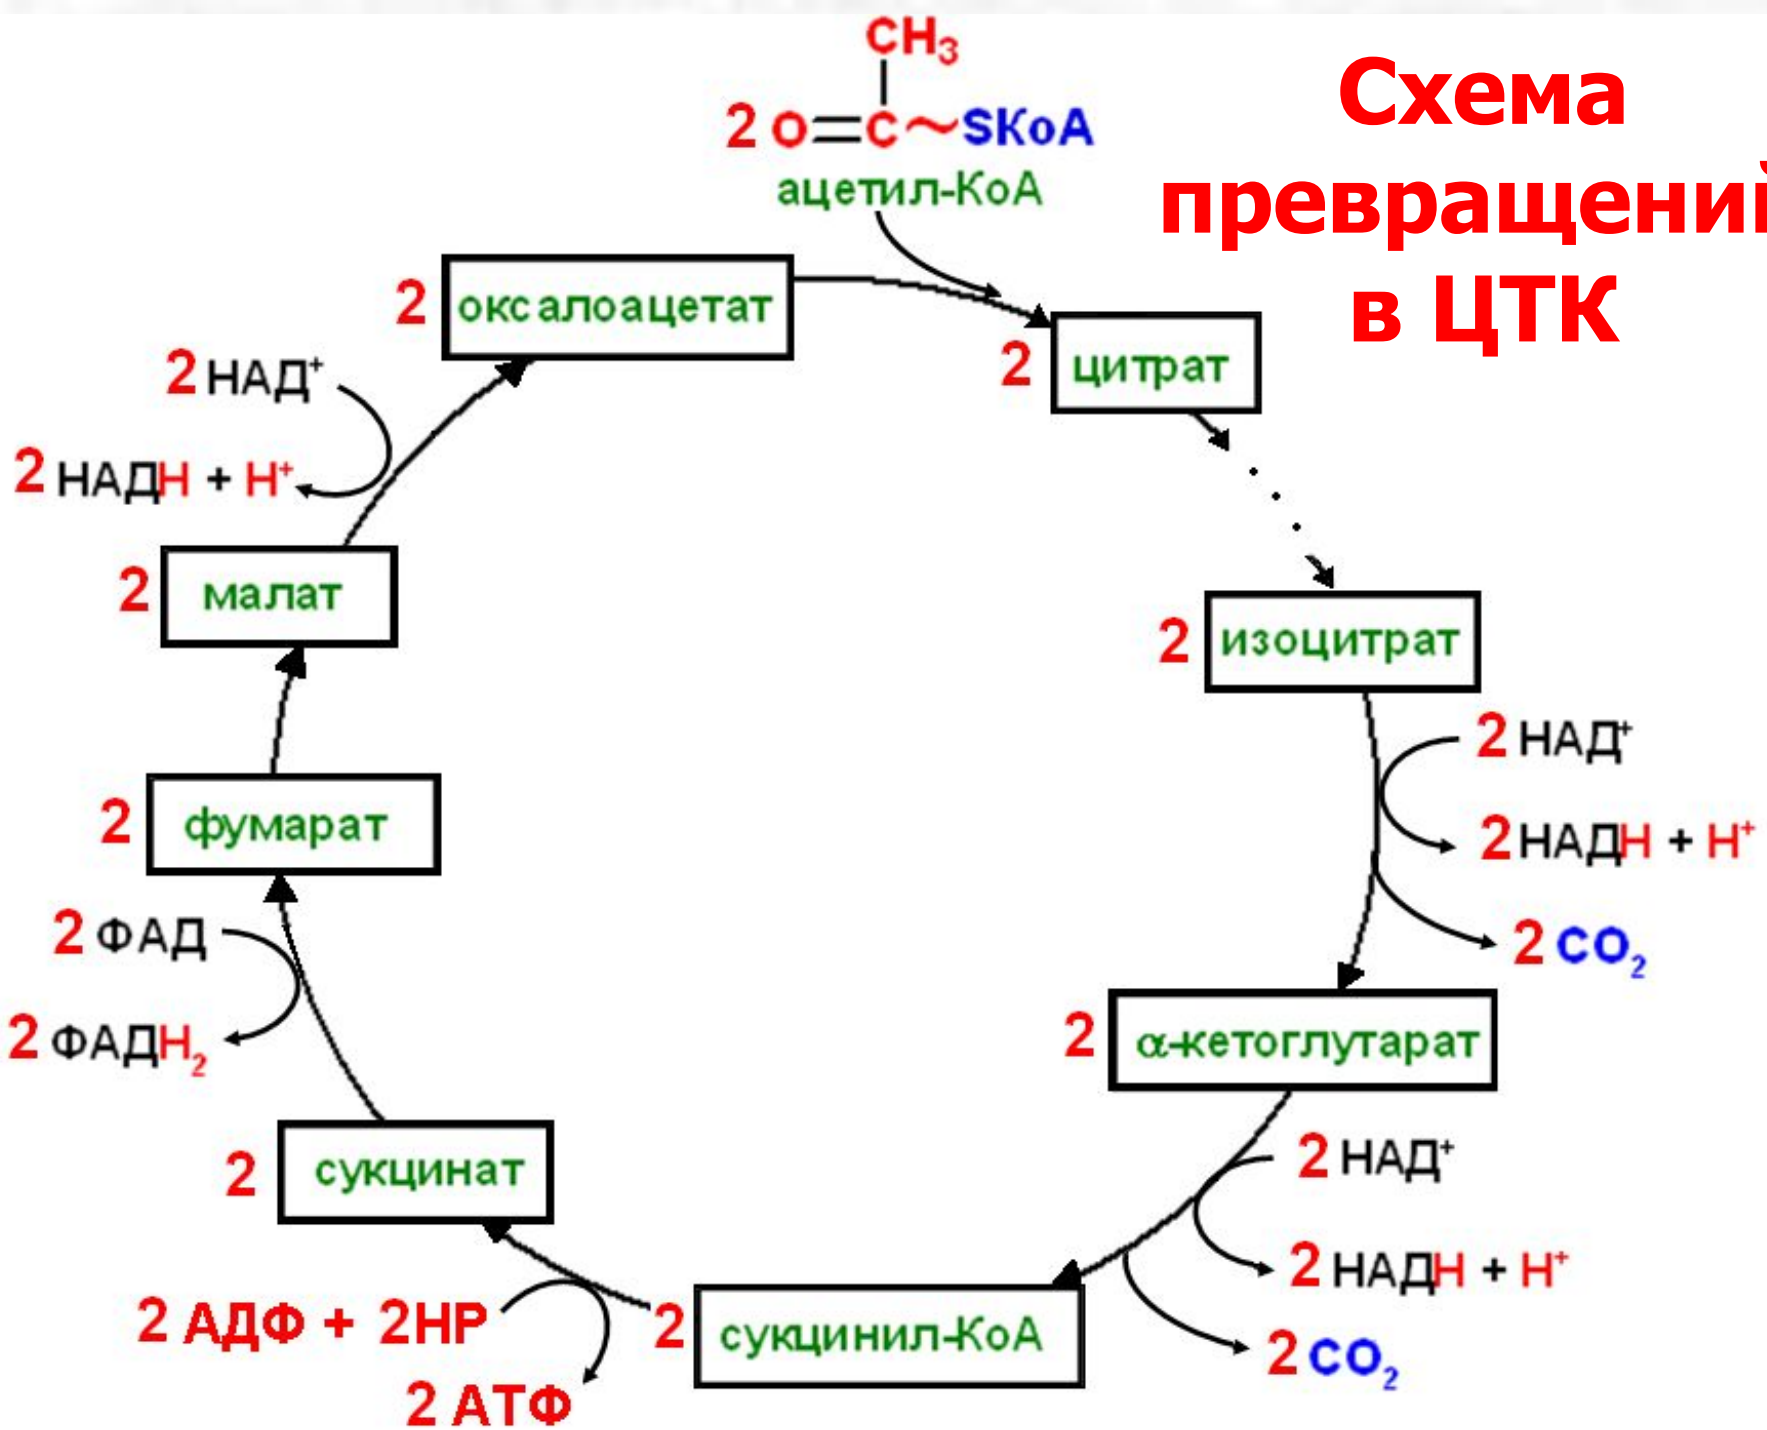 CH₃
2 O=C~SКоА
ацетил-КоА
Схема
превращений
в ЦТК
2 оксалоацетат
2 цитрат
2 НАД⁺
2 НАДН + Н⁺
2 малат
2 изоцитрат
2 НАД⁺
2 НАДН + Н⁺
2 CO₂
2 фумарат
2 ФАД
2 ФАДН₂
2 α-кетоглутарат
2 НАД⁺
2 НАДН + Н⁺
2 CO₂
2 сукцинат
2 АДФ + 2НР
2 АТФ
2 сукцинил-КоА